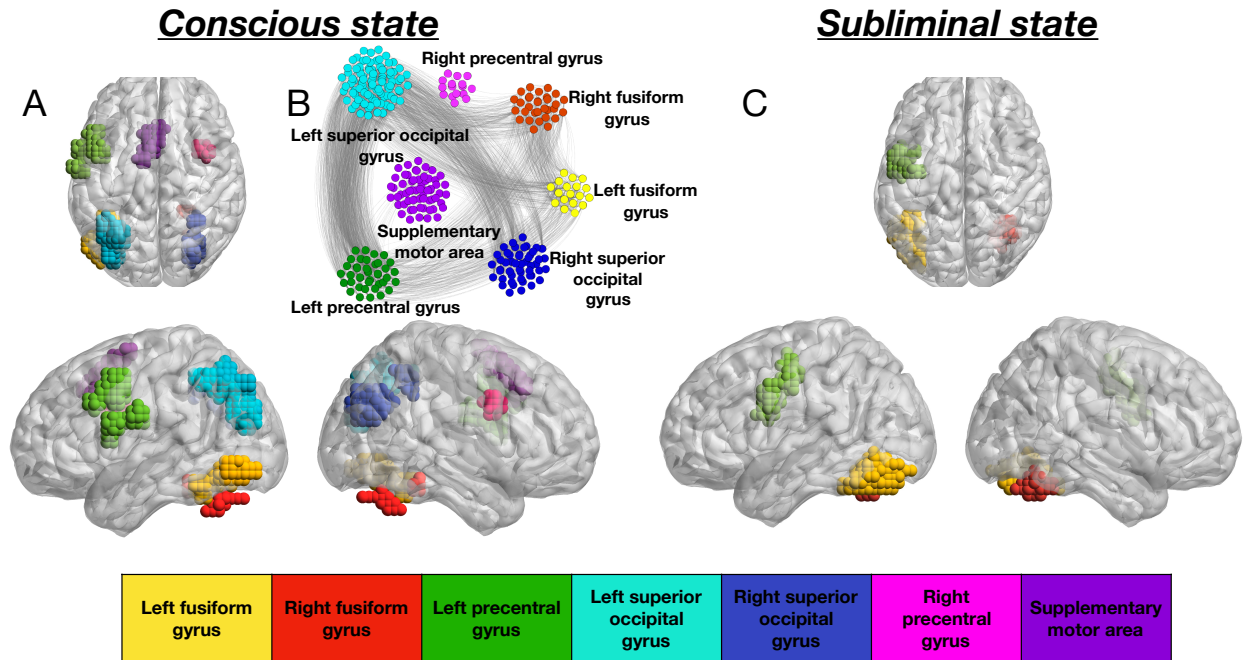 Conscious state
Subliminal state
A
B
C
Right precentral gyrus
Right fusiform
gyrus
Left superior occipital
gyrus
Left fusiform
gyrus
Supplementary
motor area
Right superior
occipital
gyrus
Left precentral gyrus
Left fusiform
gyrus
Right fusiform
gyrus
Left precentral
gyrus
Left superior
occipital
gyrus
Right superior
occipital
gyrus
Right
precentral
gyrus
Supplementary
motor area